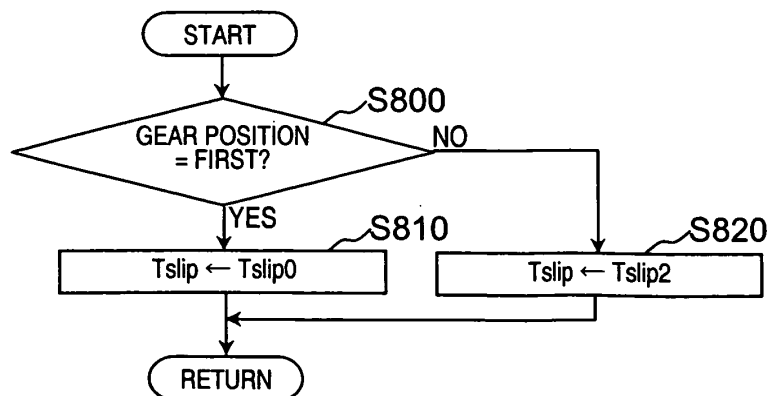 START
S800
GEAR POSITION
= FIRST?
NO
YES
S810
Tslip ← Tslip0
S820
Tslip ← Tslip2
RETURN